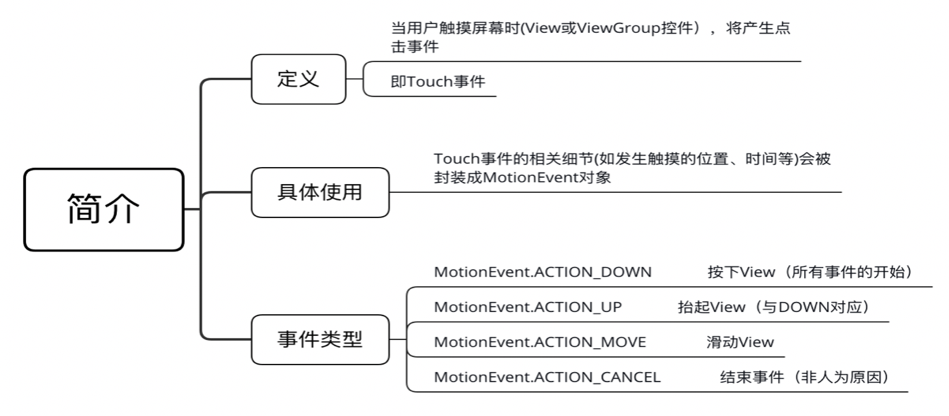 当用户触摸屏幕时(View或ViewGroup控件），将产生点
击事件
定义
即Touch事件
Touch事件的相关细节(如发生触摸的位置、时间等)会被
封装成MotionEvent对象
简介
具体使用
MotionEvent.ACTION_DOWN 按下View（所有事件的开始）
MotionEvent.ACTION_UP 抬起View（与DOWN对应）
事件类型
MotionEvent.ACTION_MOVE 滑动View
MotionEvent.ACTION_CANCEL 结束事件（非人为原因）